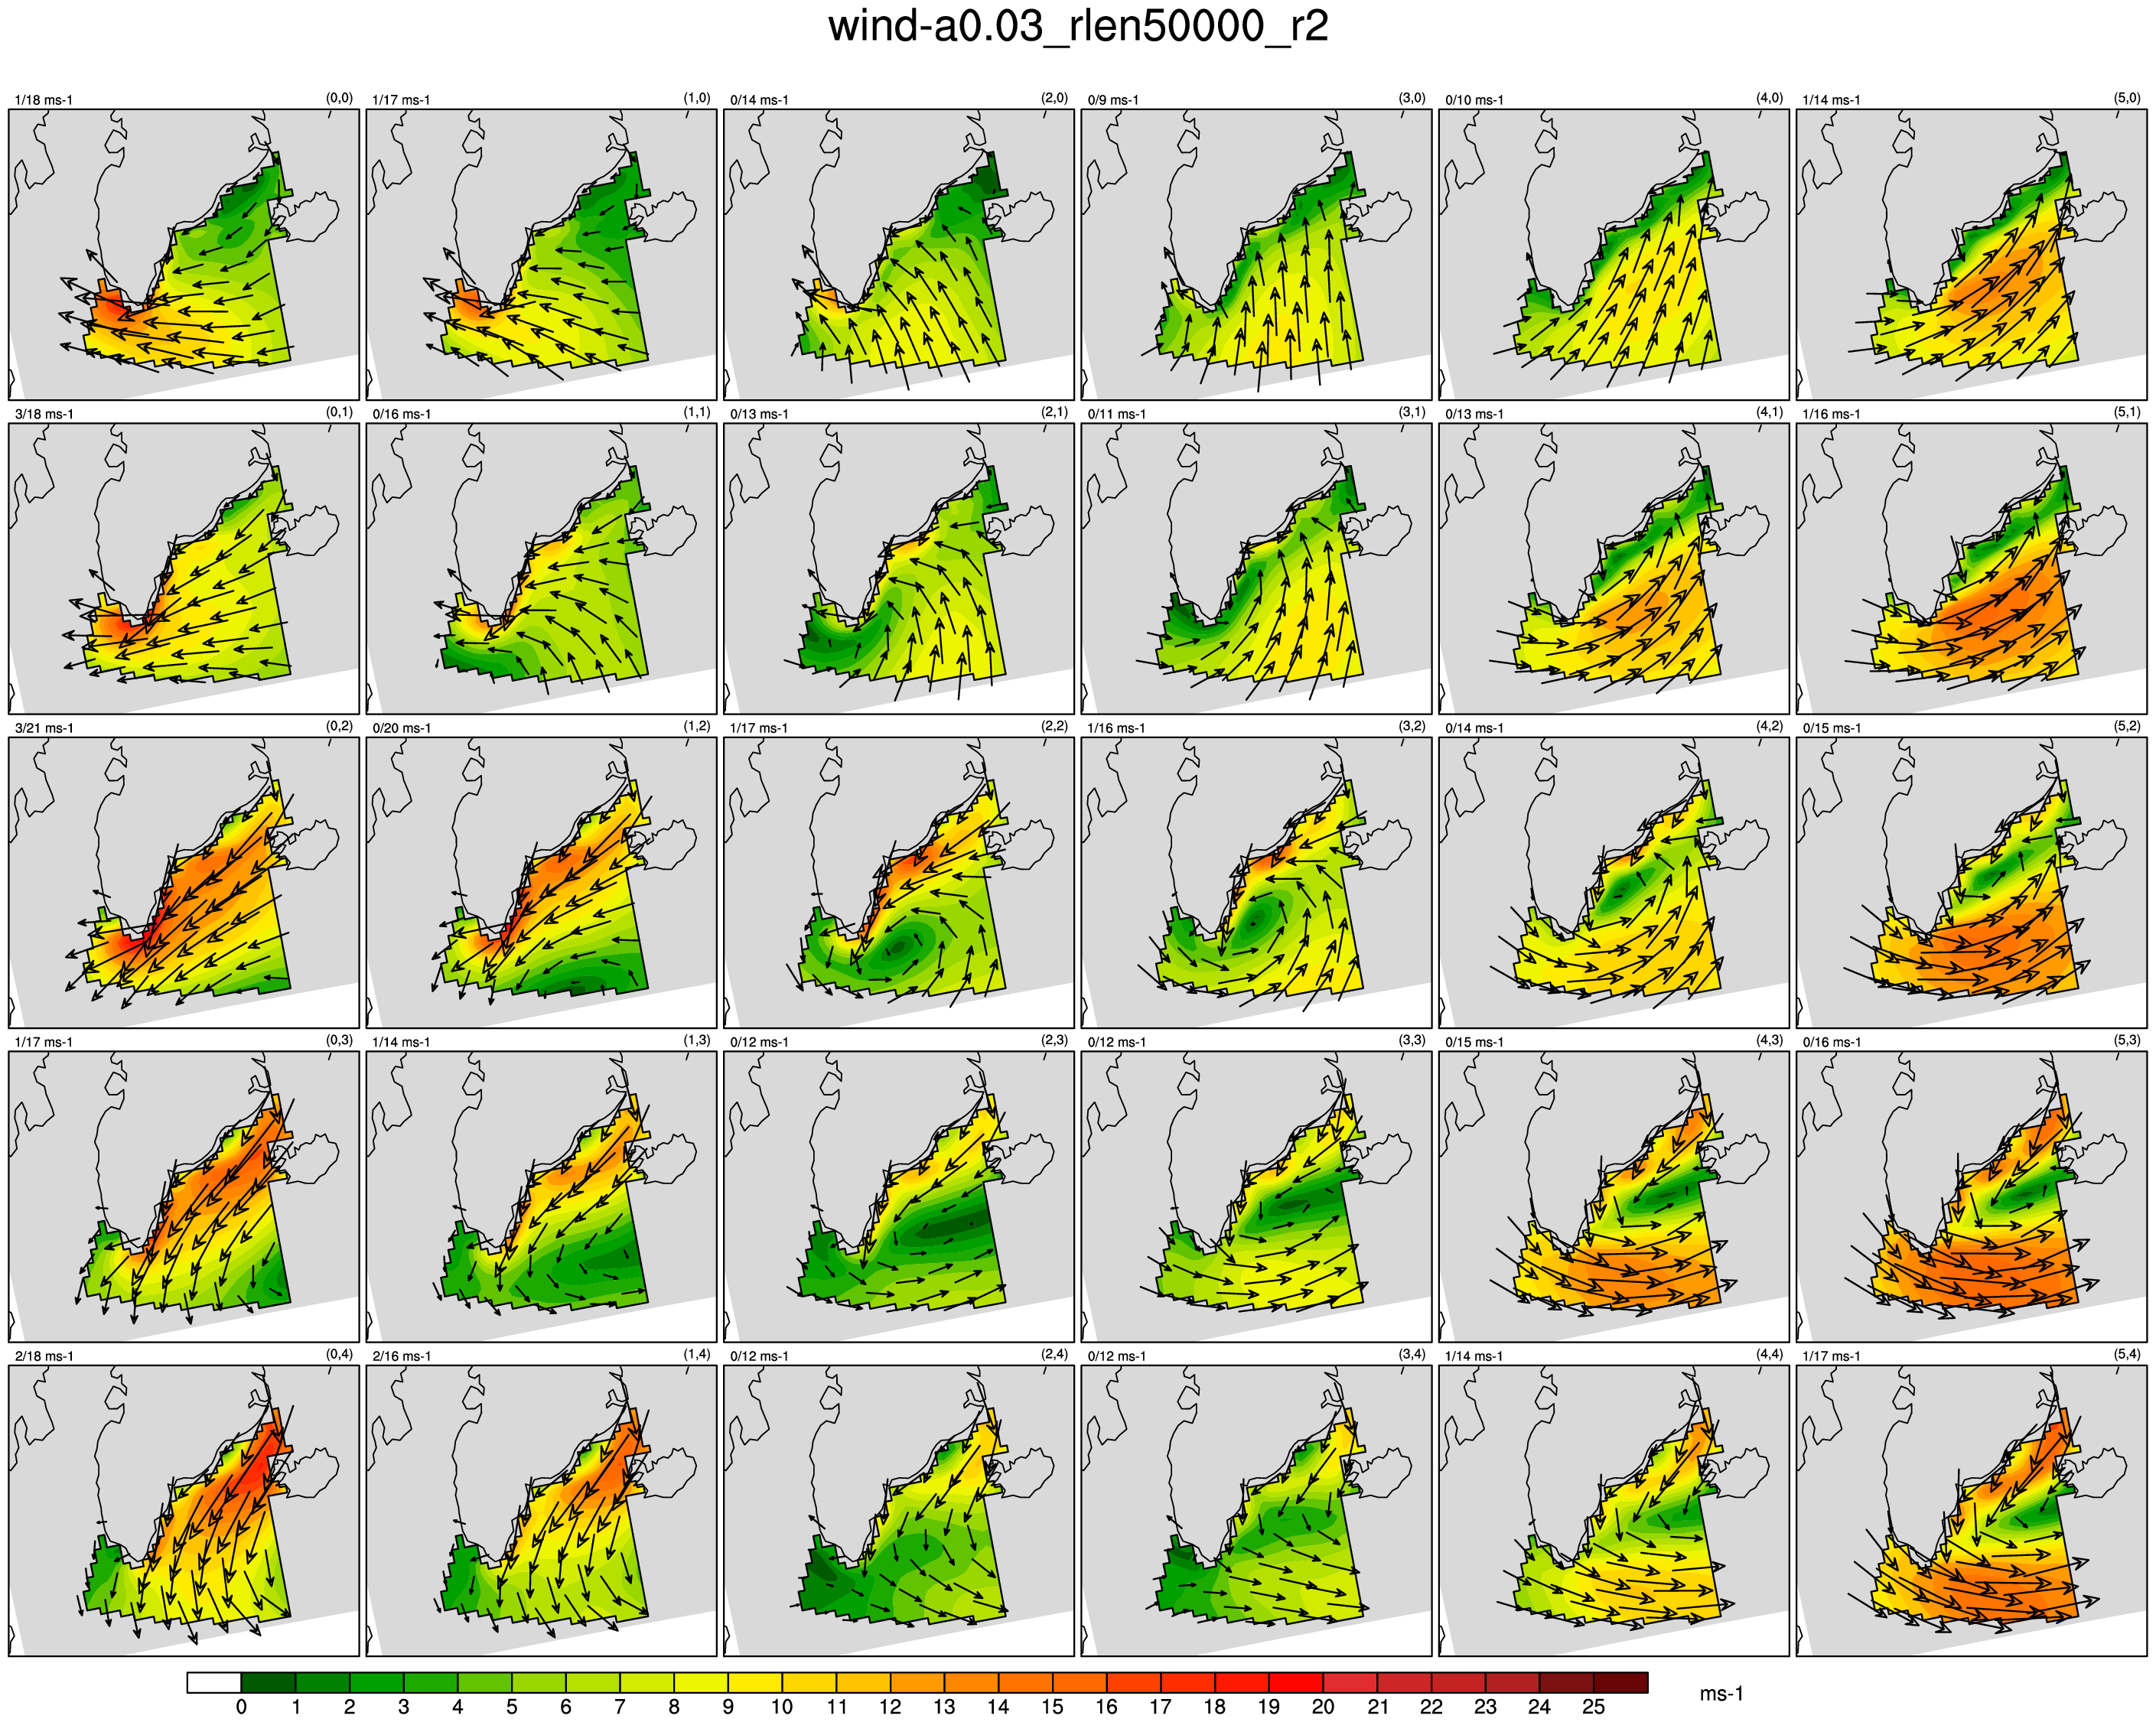 wind-a0.03_rlen50000_r2
1/18 ms-1 (0,0) 1/17 ms-1 (1,0) 0/14 ms-1 (2,0) 0/9 ms-1 (3,0) 0/10 ms-1 (4,0) 1/14 ms-1 (5,0)
3/18 ms-1 (0,1) 0/16 ms-1 (1,1) 0/13 ms-1 (2,1) 0/11 ms-1 (3,1) 0/13 ms-1 (4,1) 1/16 ms-1 (5,1)
3/21 ms-1 (0,2) 0/20 ms-1 (1,2) 1/17 ms-1 (2,2) 1/16 ms-1 (3,2) 0/14 ms-1 (4,2) 0/15 ms-1 (5,2)
1/17 ms-1 (0,3) 1/14 ms-1 (1,3) 0/12 ms-1 (2,3) 0/12 ms-1 (3,3) 0/15 ms-1 (4,3) 0/16 ms-1 (5,3)
2/18 ms-1 (0,4) 2/16 ms-1 (1,4) 0/12 ms-1 (2,4) 0/12 ms-1 (3,4) 1/14 ms-1 (4,4) 1/17 ms-1 (5,4)
0 1 2 3 4 5 6 7 8 9 10 11 12 13 14 15 16 17 18 19 20 21 22 23 24 25 ms-1